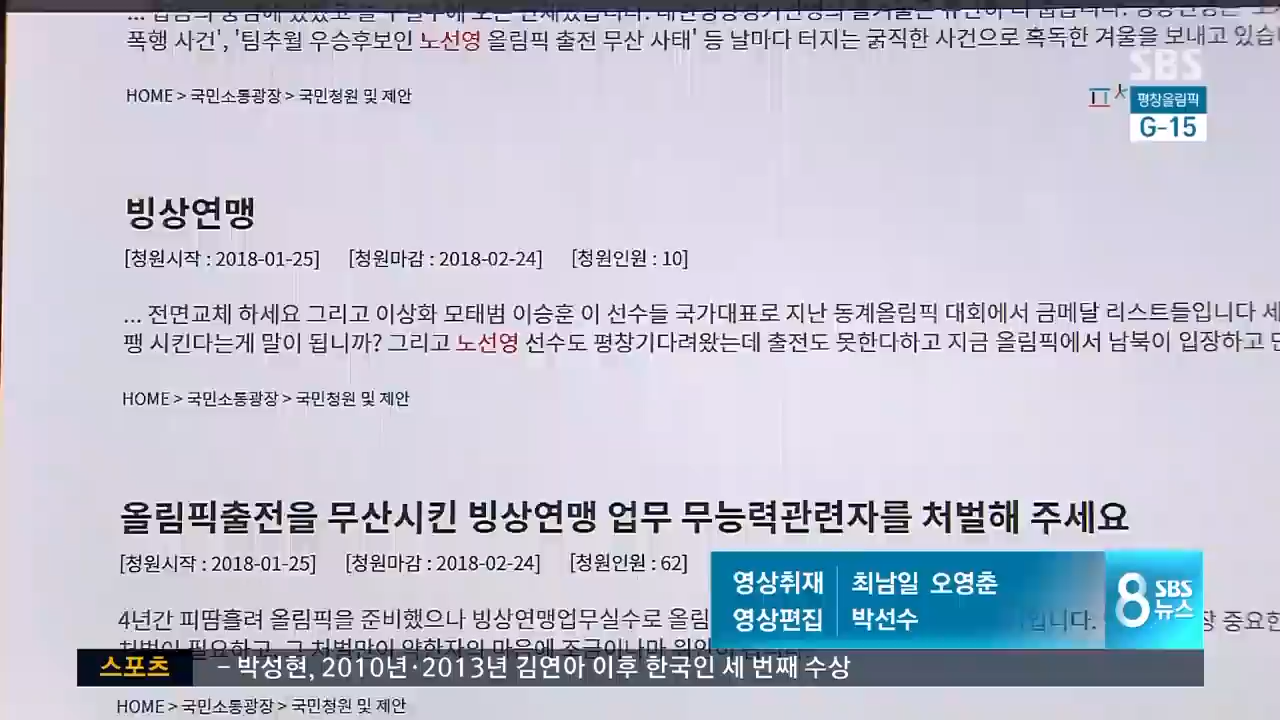 폭행 사건', '팀추월 우승후보인 노선영 올림픽 출전 무산 사태' 등 날마다 터지는 굵직한 사건으로 혹독한 겨울을 보내고 있습
SBS
HOME > 국민소통광장 > 국민청원 및 제안
평창올림픽
G-15
빙상연맹
[청원시작 : 2018-01-25] [청원마감 : 2018-02-24] [청원인원 : 10]
... 전면교체 하세요 그리고 이상화 모태범 이승훈 이 선수들 국가대표로 지난 동계올림픽 대회에서 금메달 리스트들입니다 세
팽 시킨다는게 말이 됩니까? 그리고 노선영 선수도 평창기다려왔는데 출전도 못한다하고 지금 올림픽에서 남북이 입장하고
HOME > 국민소통광장 > 국민청원 및 제안
올림픽출전을 무산시킨 빙상연맹 업무 무능력관련자를 처벌해 주세요
[청원시작 : 2018-01-25] [청원마감 : 2018-02-24] [청원인원 : 62]
4년간 피땀흘려 올림픽을 준비했으나 빙상연맹업무실수로 올림 중요한
영상취재 최남일 오영춘
영상편집 박선수
8 SBS 뉴스
스포츠 – 박성현, 2010년·2013년 김연아 이후 한국인 세 번째 수상
HOME > 국민소통광장 > 국민청원 및 제안